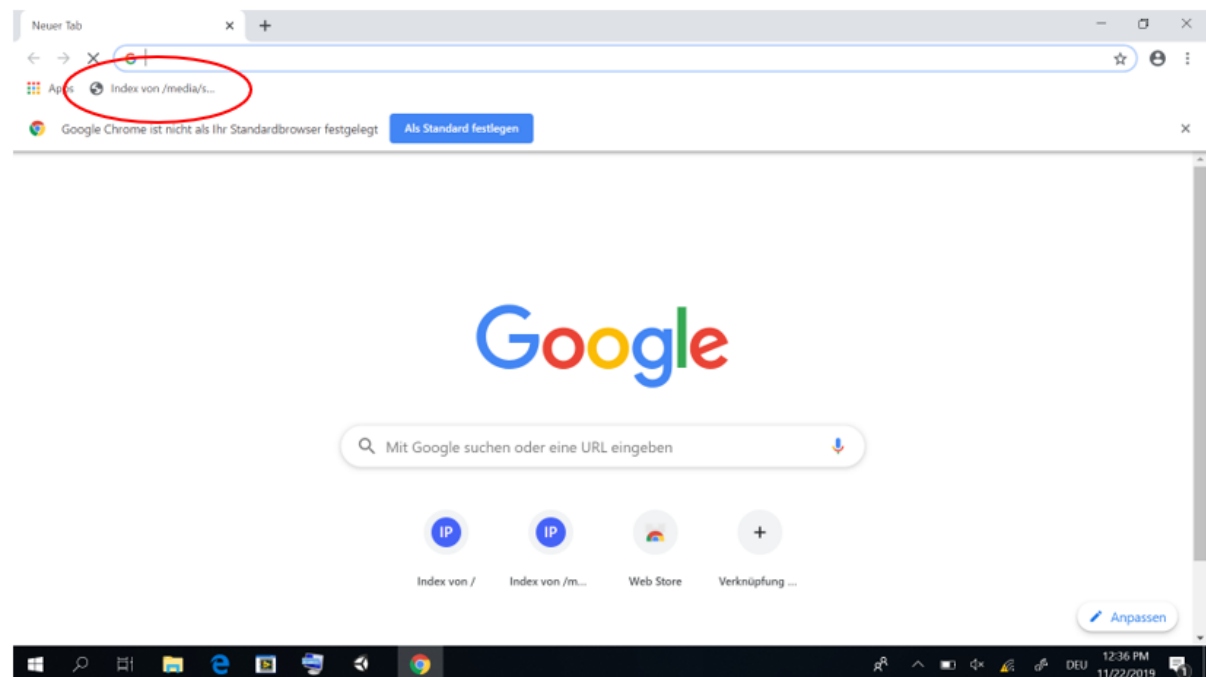 Neuer Tab
Apps Index von /media/s...
Google Chrome ist nicht als Ihr Standardbrowser festgelegt Als Standard festlegen
Google
Mit Google suchen oder eine URL eingeben
IP IP
Index von / Index von /m... Web Store Verknüpfung ...
Anpassen
DEU 12:36 PM
11/22/2019